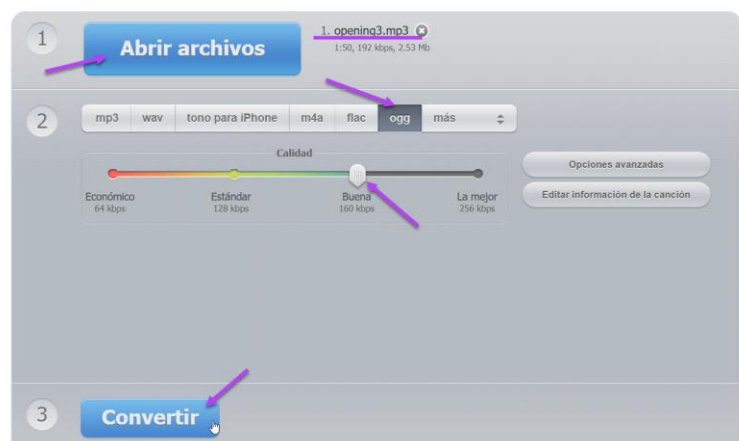 1
Abrir archivos
1. opening3.mp3
1:50, 192 kbps, 2.53 Mb
2
mp3 wav tono para iPhone m4a flac ogg más
Calidad
Económico Estándar Buena La mejor
64 kbps 128 kbps 160 kbps 256 kbps
Opciones avanzadas
Editar información de la canción
3
Convertir